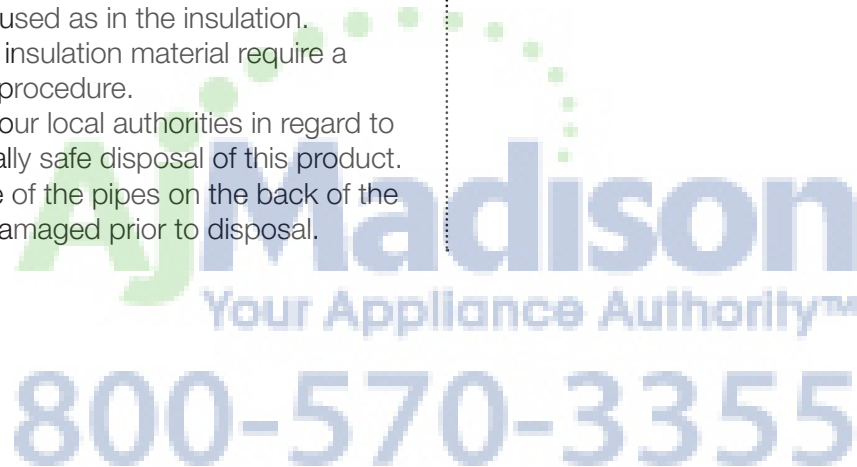 used as in the insulation.
insulation material require a
procedure.
our local authorities in regard to
ally safe disposal of this product.
e of the pipes on the back of the
amaged prior to disposal.
AjMadison
Your Appliance Authority™
800-570-3355